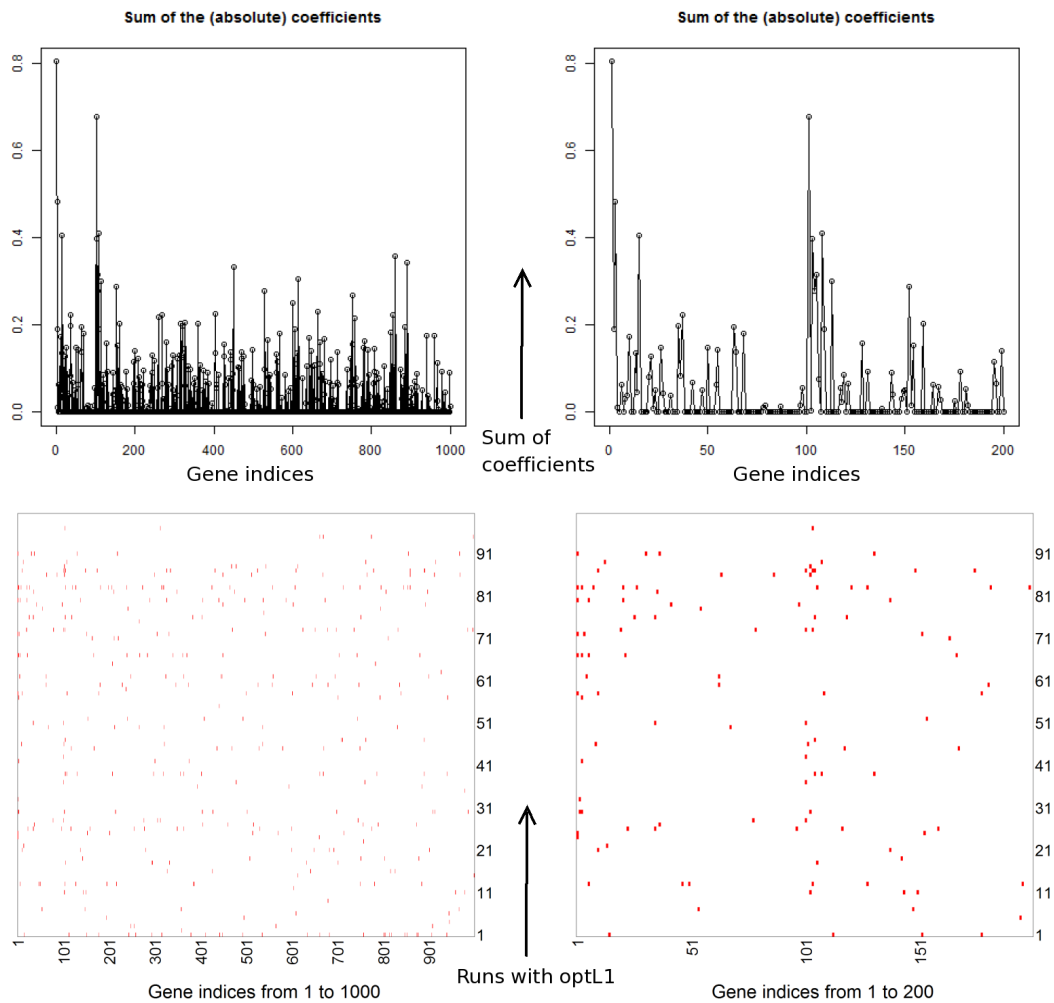 Sum of the (absolute) coefficients
Sum of the (absolute) coefficients
0.8
0.6
0.4
0.2
0.0
0 200 400 600 800 1000
Gene indices
Sum of
coefficients
0.8
0.6
0.4
0.2
0.0
0 50 100 150 200
Gene indices
91
81
71
61
51
41
31
21
11
1
1 101 201 301 401 501 601 701 801 901
Gene indices from 1 to 1000
Runs with optL1
91
81
71
61
51
41
31
21
11
1
1 51 101 151
Gene indices from 1 to 200